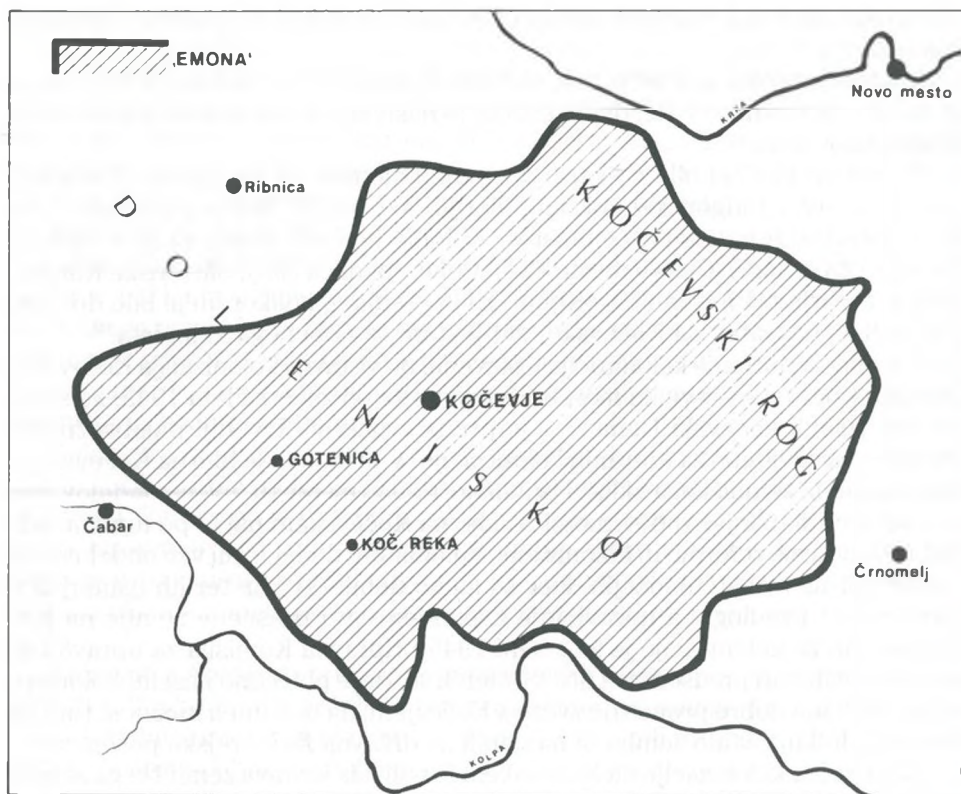 ‚EMONA‘
Novo mesto
KRKA
Ribnica
KOČEVSKI ROG
DOLENJSKO
KOČEVJE
GOTENICA
Čabar
KOČ. REKA
Črnomelj
KOLPA